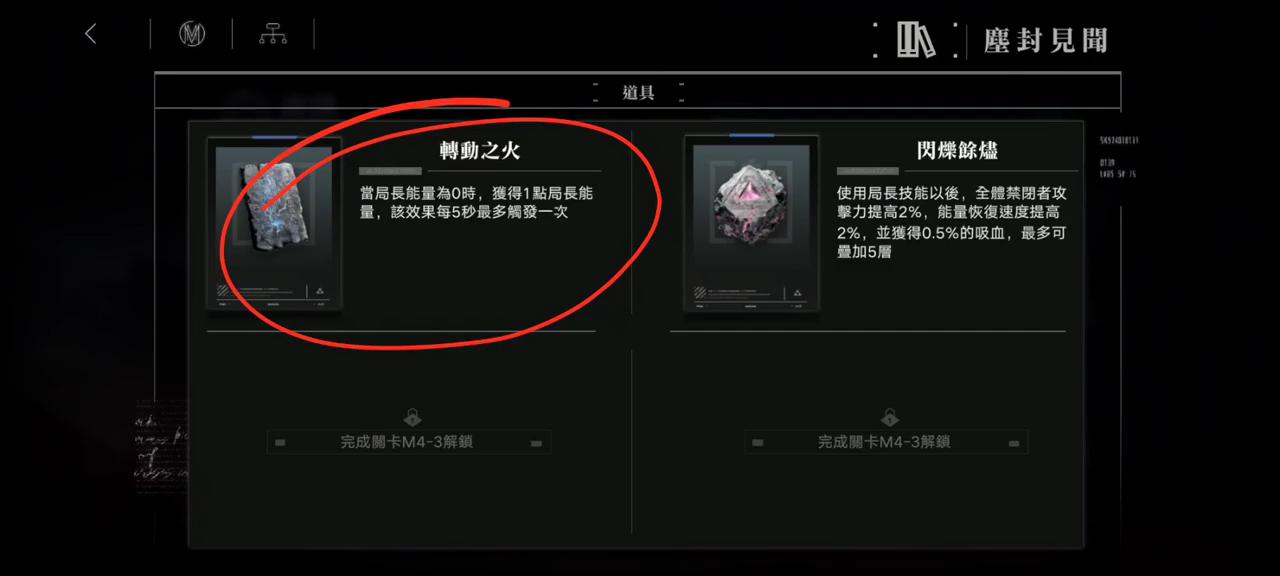 塵封見聞
道具
轉動之火
當局長能量為0時，獲得1點局長能
量，該效果每5秒最多觸發一次
閃爍餘燼
使用局長技能以後，全體禁閉者攻
擊力提高2%，能量恢復速度提高
2%，並獲得0.5%的吸血，最多可
疊加5層
完成關卡M4-3解鎖
完成關卡M4-3解鎖